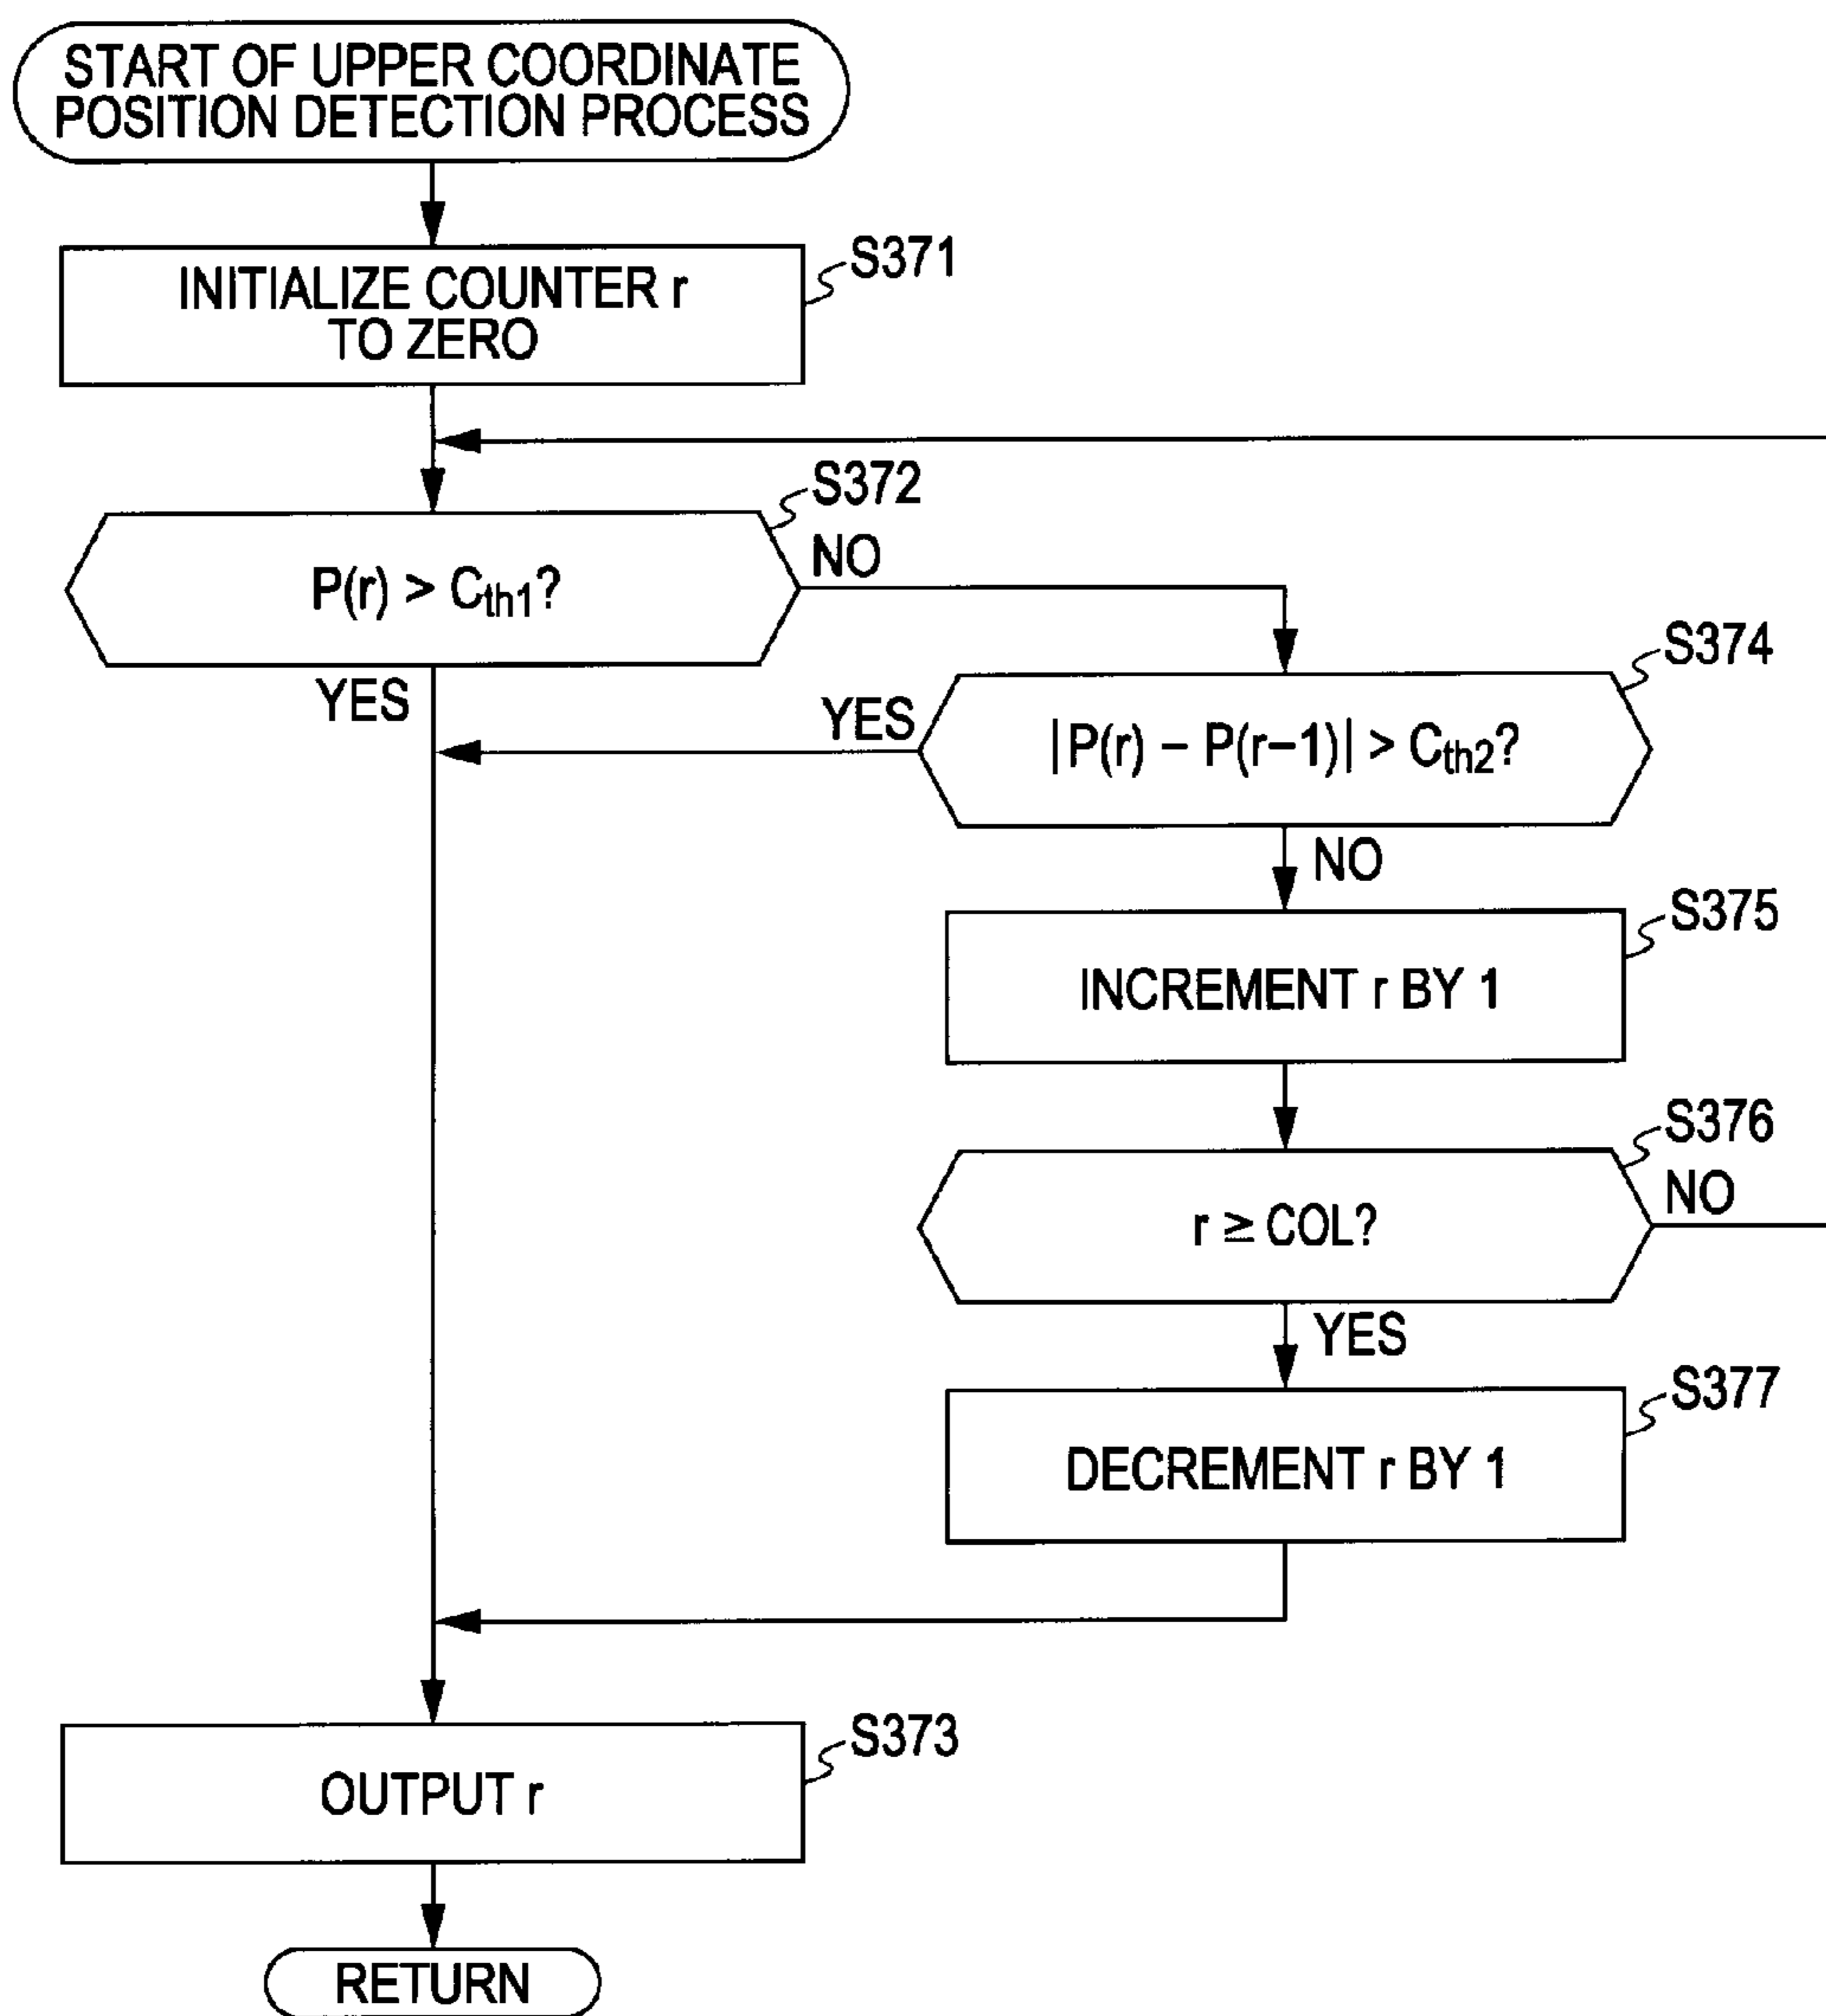 START OF UPPER COORDINATE
POSITION DETECTION PROCESS
INITIALIZE COUNTER r
TO ZERO
S371
S372
P(r) > Cth1?
NO
YES
S374
YES
|P(r) – P(r–1)| > Cth2?
NO
S375
INCREMENT r BY 1
S376
r ≥ COL?
NO
YES
S377
DECREMENT r BY 1
S373
OUTPUT r
RETURN